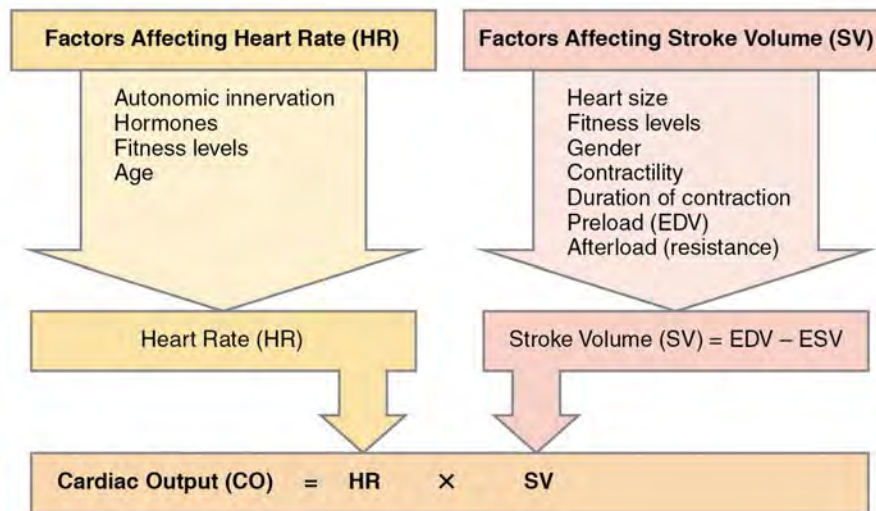 Factors Affecting Heart Rate (HR)
Autonomic innervation
Hormones
Fitness levels
Age
Heart Rate (HR)
Factors Affecting Stroke Volume (SV)
Heart size
Fitness levels
Gender
Contractility
Duration of contraction
Preload (EDV)
Afterload (resistance)
Stroke Volume (SV) = EDV – ESV
Cardiac Output (CO) = HR × SV